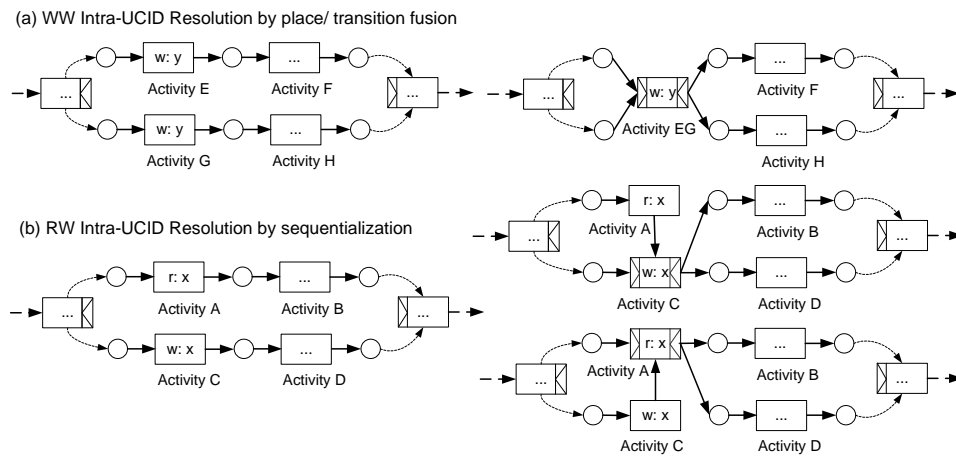 (a) WW Intra-UCID Resolution by place/ transition fusion
w: y
...
Activity E
Activity F
...
...
w: y
...
Activity G
Activity H
...
Activity F
...
w: y
...
Activity EG
...
Activity H
(b) RW Intra-UCID Resolution by sequentialization
r: x
...
Activity A
Activity B
...
...
w: x
...
Activity C
Activity D
r: x
...
Activity A
Activity B
...
...
w: x
...
Activity C
Activity D
r: x
...
Activity A
Activity B
...
...
w: x
...
Activity C
Activity D